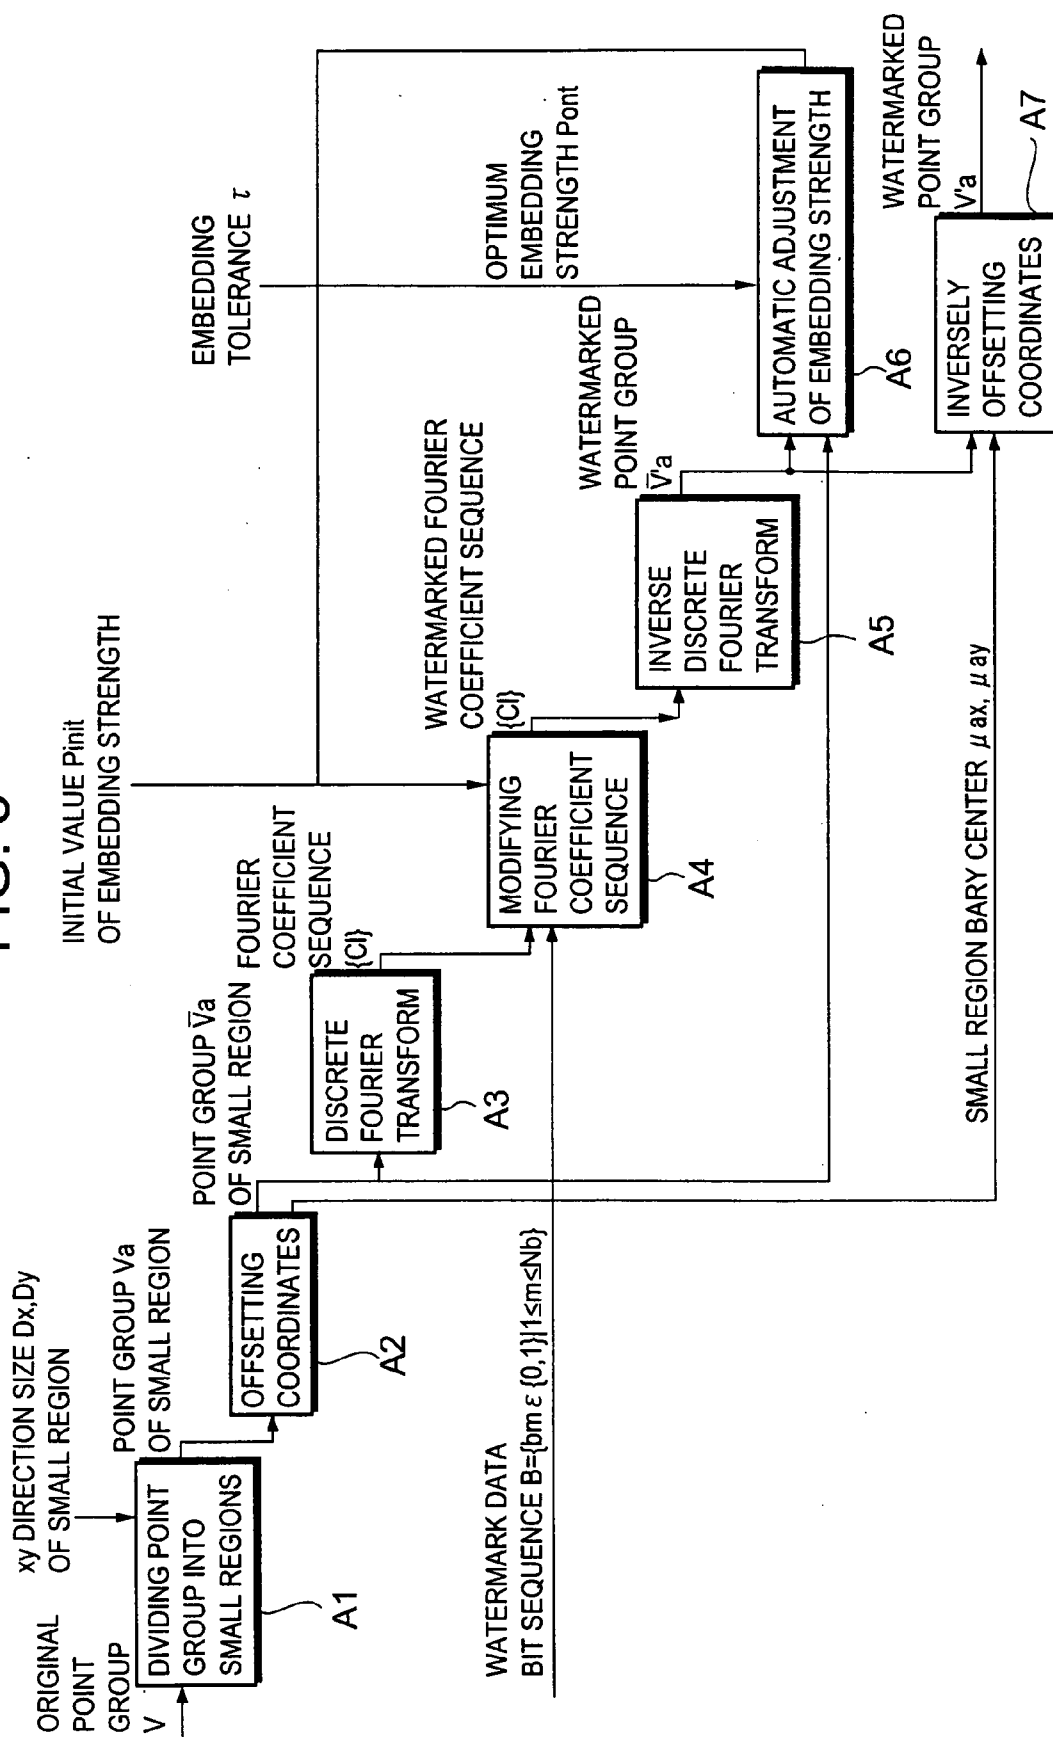 ORIGINAL
POINT
GROUP
V
xy DIRECTION SIZE Dx,Dy
OF SMALL REGION
DIVIDING POINT
GROUP INTO
SMALL REGIONS
A1
POINT GROUP Va
OF SMALL REGION
OFFSETTING
COORDINATES
A2
POINT GROUP V̅a
OF SMALL REGION
DISCRETE
FOURIER
TRANSFORM
A3
FOURIER
COEFFICIENT
SEQUENCE
{Cl}
INITIAL VALUE Pinit
OF EMBEDDING STRENGTH
WATERMARK DATA
BIT SEQUENCE B={bm ε {0,1}|1≤m≤Nb}
MODIFYING
FOURIER
COEFFICIENT
SEQUENCE
A4
WATERMARKED FOURIER
COEFFICIENT SEQUENCE
{Cl}
INVERSE
DISCRETE
FOURIER
TRANSFORM
A5
WATERMARKED
POINT GROUP
V̅'a
EMBEDDING
TOLERANCE τ
OPTIMUM
EMBEDDING
STRENGTH Pont
AUTOMATIC ADJUSTMENT
OF EMBEDDING STRENGTH
A6
SMALL REGION BARY CENTER μax, μay
INVERSELY
OFFSETTING
COORDINATES
A7
WATERMARKED
POINT GROUP
V'a